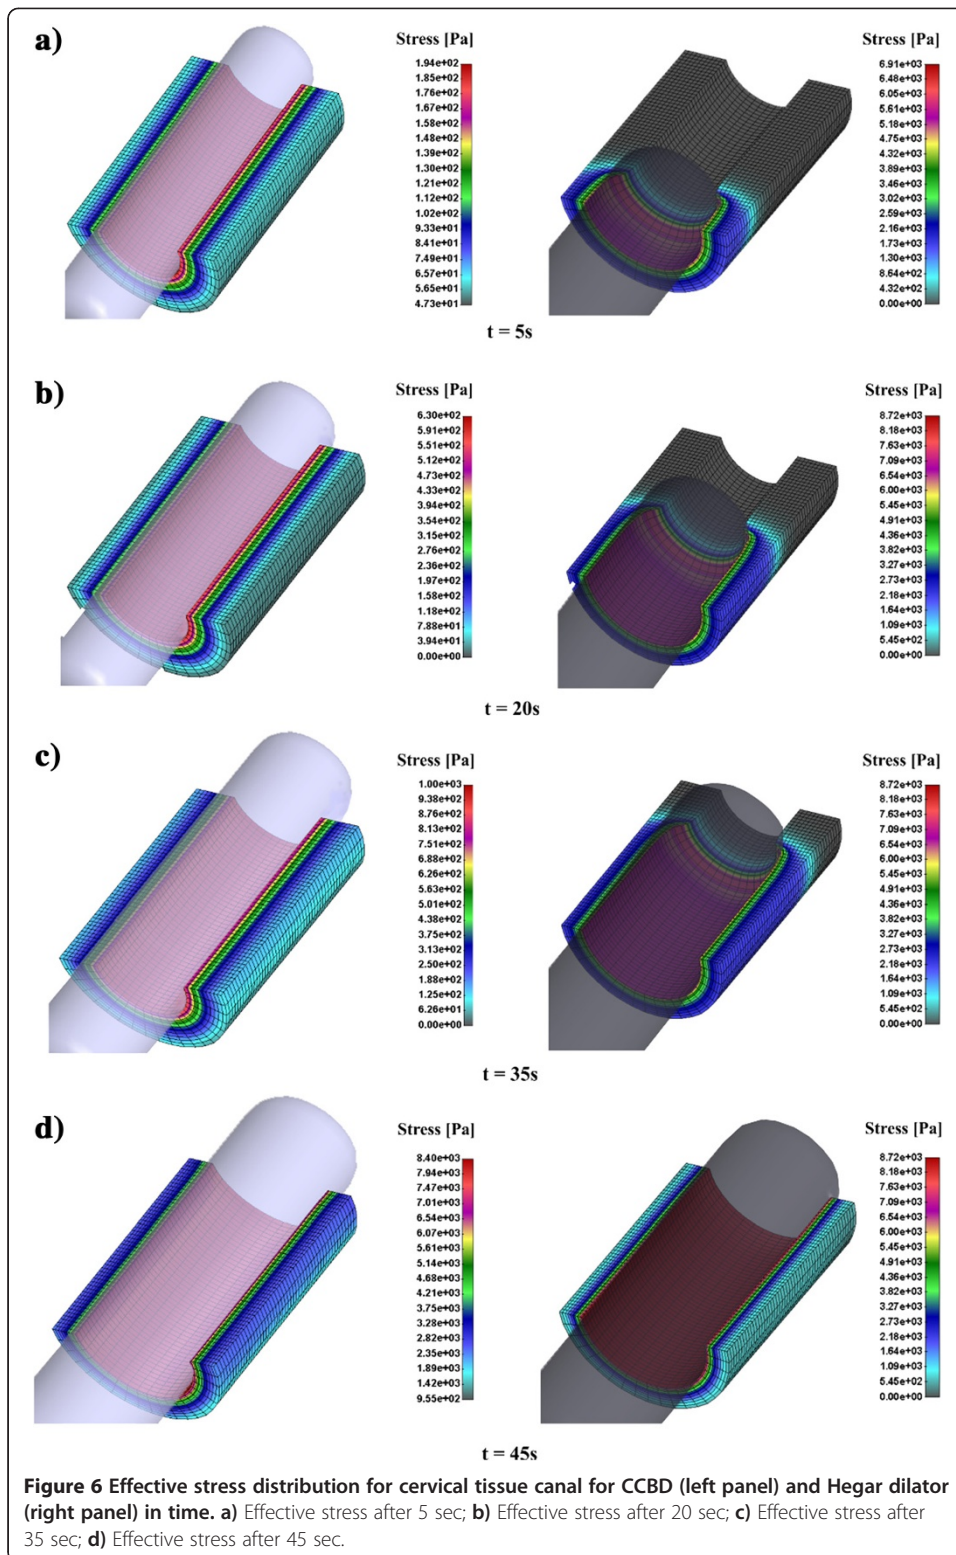 a)
Stress [Pa]
1.94e+02
1.85e+02
1.76e+02
1.67e+02
1.58e+02
1.48e+02
1.39e+02
1.30e+02
1.21e+02
1.12e+02
1.02e+02
9.33e+01
8.41e+01
7.49e+01
6.57e+01
5.65e+01
4.73e+01
Stress [Pa]
6.91e+03
6.48e+03
6.05e+03
5.61e+03
5.18e+03
4.75e+03
4.32e+03
3.89e+03
3.46e+03
3.02e+03
2.59e+03
2.16e+03
1.73e+03
1.30e+03
8.64e+02
4.32e+02
0.00e+00
t = 5s
b)
Stress [Pa]
6.30e+02
5.91e+02
5.51e+02
5.12e+02
4.73e+02
4.33e+02
3.94e+02
3.54e+02
3.15e+02
2.76e+02
2.36e+02
1.97e+02
1.58e+02
1.18e+02
7.88e+01
3.94e+01
0.00e+00
Stress [Pa]
8.72e+03
8.18e+03
7.63e+03
7.09e+03
6.54e+03
6.00e+03
5.45e+03
4.91e+03
4.36e+03
3.82e+03
3.27e+03
2.73e+03
2.18e+03
1.64e+03
1.09e+03
5.45e+02
0.00e+00
t = 20s
c)
Stress [Pa]
1.00e+03
9.38e+02
8.76e+02
8.13e+02
7.51e+02
6.88e+02
6.26e+02
5.63e+02
5.01e+02
4.38e+02
3.75e+02
3.13e+02
2.50e+02
1.88e+02
1.25e+02
6.26e+01
0.00e+00
Stress [Pa]
8.72e+03
8.18e+03
7.63e+03
7.09e+03
6.54e+03
6.00e+03
5.45e+03
4.91e+03
4.36e+03
3.82e+03
3.27e+03
2.73e+03
2.18e+03
1.64e+03
1.09e+03
5.45e+02
0.00e+00
t = 35s
d)
Stress [Pa]
8.40e+03
7.94e+03
7.47e+03
7.01e+03
6.54e+03
6.07e+03
5.61e+03
5.14e+03
4.68e+03
4.21e+03
3.75e+03
3.28e+03
2.82e+03
2.35e+03
1.89e+03
1.42e+03
9.55e+02
Stress [Pa]
8.72e+03
8.18e+03
7.63e+03
7.09e+03
6.54e+03
6.00e+03
5.45e+03
4.91e+03
4.36e+03
3.82e+03
3.27e+03
2.73e+03
2.18e+03
1.64e+03
1.09e+03
5.45e+02
0.00e+00
t = 45s
Figure 6 Effective stress distribution for cervical tissue canal for CCBD (left panel) and Hegar dilator
(right panel) in time. a) Effective stress after 5 sec; b) Effective stress after 20 sec; c) Effective stress after
35 sec; d) Effective stress after 45 sec.